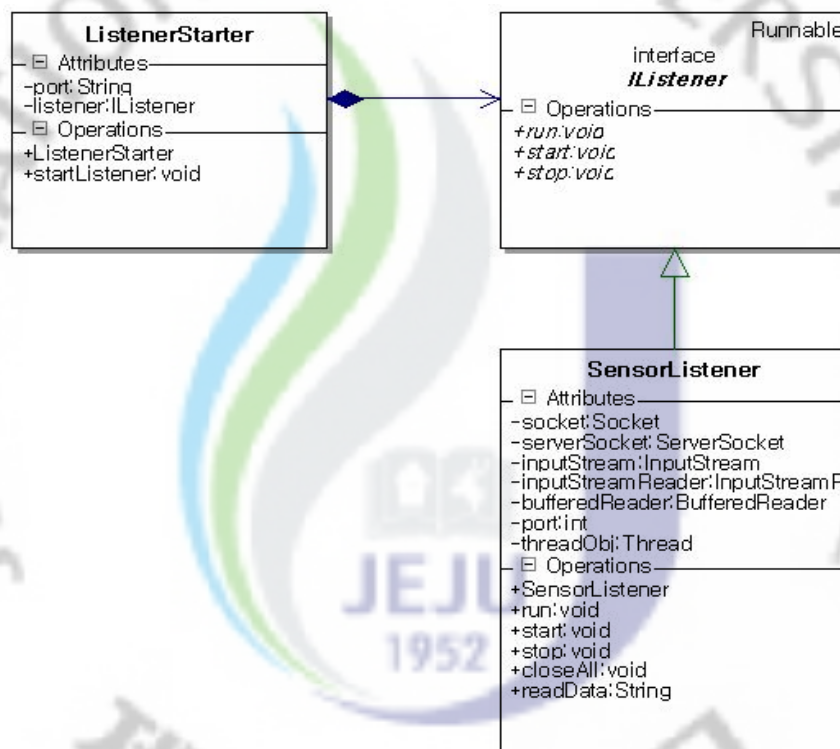 ListenerStarter
Attributes
-port:String
-listener:IListener
Operations
+ListenerStarter
+startListener:void
Runnable
interface
IListener
Operations
+run:void
+start:void
+stop:void
SensorListener
Attributes
-socket:Socket
-serverSocket:ServerSocket
-inputStream:InputStream
-inputStreamReader:InputStreamR
-bufferedReader:BufferedReader
-port:int
-threadObj:Thread
Operations
+SensorListener
+run:void
+start:void
+stop:void
+closeAll:void
+readData:String
JEJU
1952